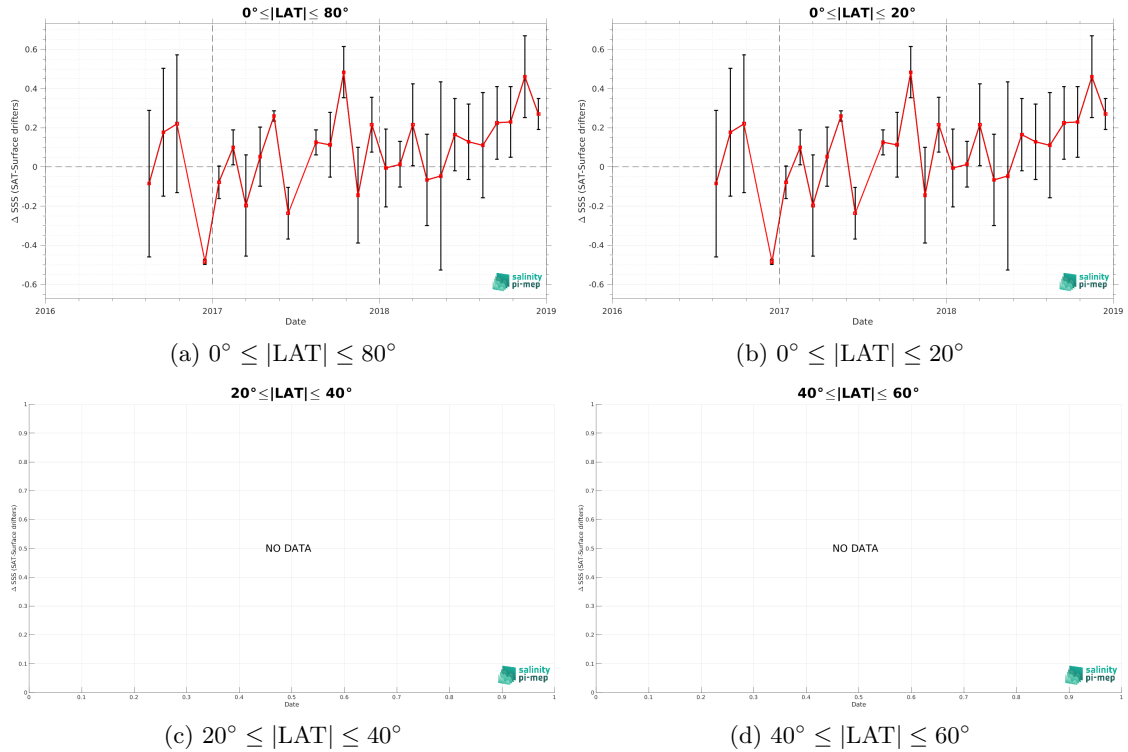 0°≤|LAT|≤ 80°
Δ SSS (SAT-Surface drifters)
0.6
0.4
0.2
0
-0.2
-0.4
-0.6
2016
2017
2018
2019
Date
salinity
pi-mep
(a) 0° ≤ |LAT| ≤ 80°
0°≤|LAT|≤ 20°
Δ SSS (SAT-Surface drifters)
0.6
0.4
0.2
0
-0.2
-0.4
-0.6
2016
2017
2018
2019
Date
salinity
pi-mep
(b) 0° ≤ |LAT| ≤ 20°
20°≤|LAT|≤ 40°
Δ SSS (SAT-Surface drifters)
1
0.9
0.8
0.7
0.6
0.5
0.4
0.3
0.2
0.1
0
NO DATA
0 0.1 0.2 0.3 0.4 0.5 0.6 0.7 0.8 0.9 1
Date
salinity
pi-mep
(c) 20° ≤ |LAT| ≤ 40°
40°≤|LAT|≤ 60°
Δ SSS (SAT-Surface drifters)
1
0.9
0.8
0.7
0.6
0.5
0.4
0.3
0.2
0.1
0
NO DATA
0 0.1 0.2 0.3 0.4 0.5 0.6 0.7 0.8 0.9 1
Date
salinity
pi-mep
(d) 40° ≤ |LAT| ≤ 60°